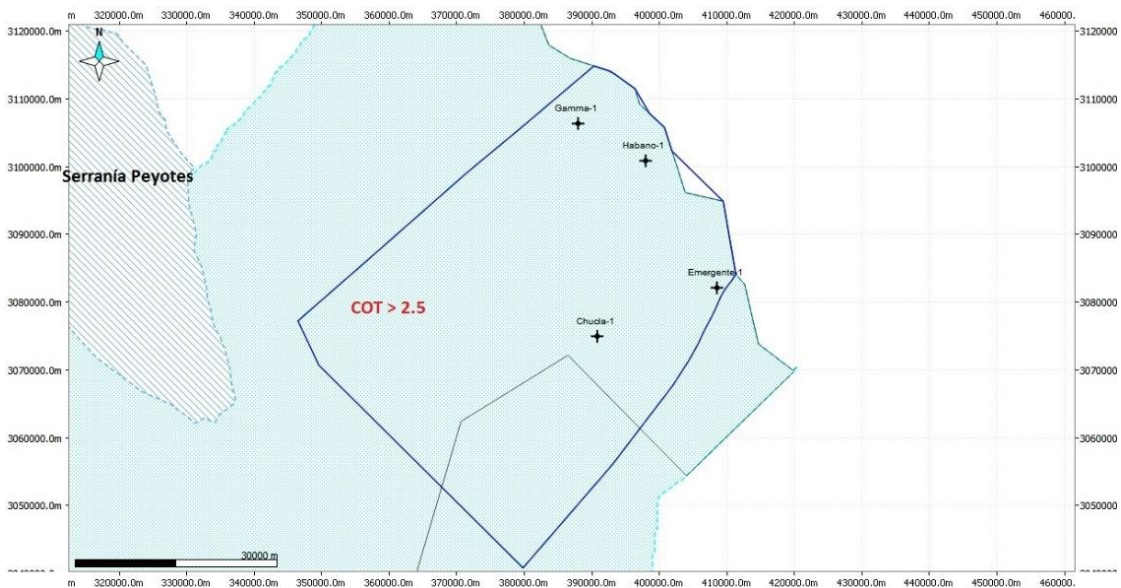 m 320000.0m 330000.0m 340000.0m 350000.0m 360000.0m 370000.0m 380000.0m 390000.0m 400000.0m 410000.0m 420000.0m 430000.0m 440000.0m 450000.0m 460000.
3120000.0m 3120000
N
3110000.0m 3110000
Gamma-1
Habano-1
3100000.0m 3100000
Serranía Peyotes
3090000.0m 3090000
Emergente-1
3080000.0m 3080000
COT > 2.5
Chucla-1
3070000.0m 3070000
3060000.0m 3060000
3050000.0m 3050000
30000 m
m 320000.0m 330000.0m 340000.0m 350000.0m 360000.0m 370000.0m 380000.0m 390000.0m 400000.0m 410000.0m 420000.0m 430000.0m 440000.0m 450000.0m 460000.